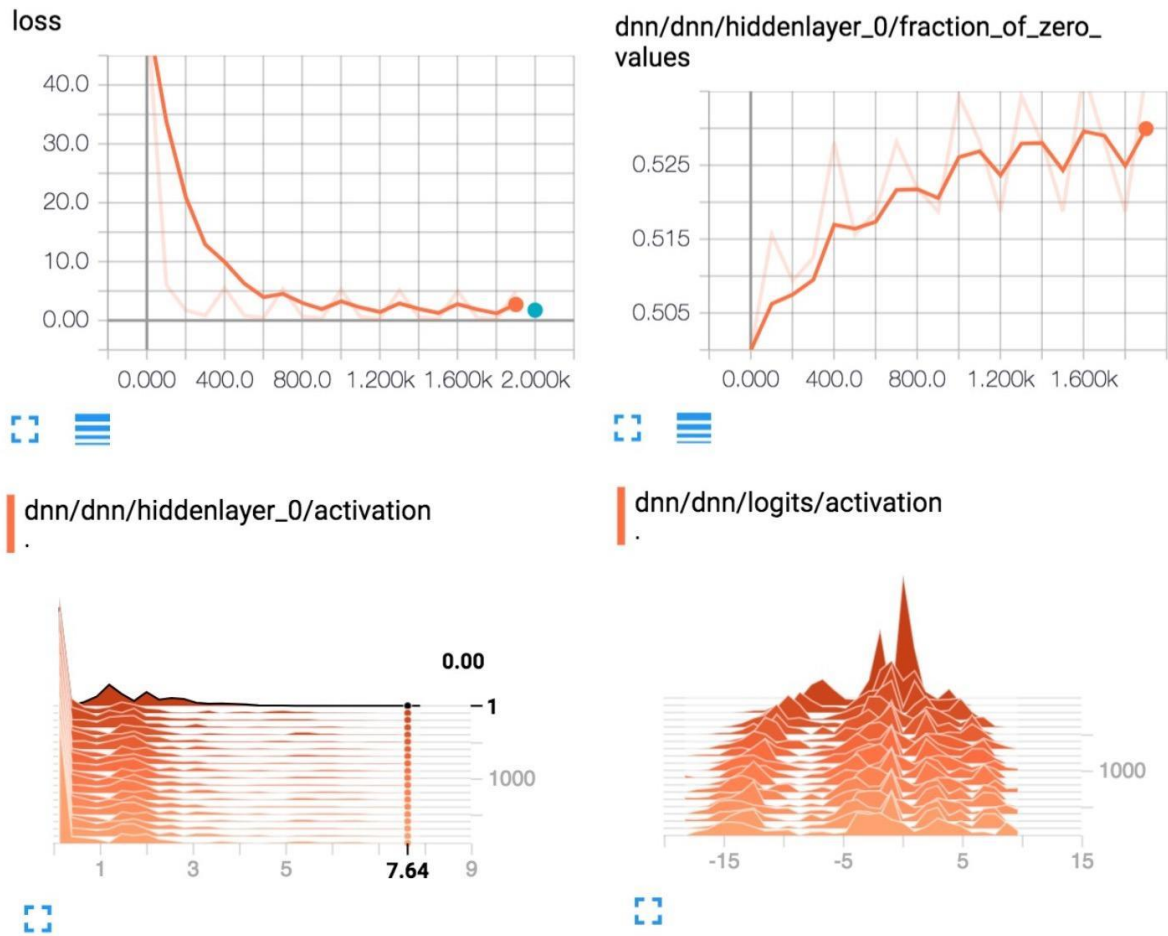 loss
40.0
30.0
20.0
10.0
0.00
0.000 400.0 800.0 1.200k 1.600k 2.000k
dnn/dnn/hiddenlayer_0/fraction_of_zero_
values
0.525
0.515
0.505
0.000 400.0 800.0 1.200k 1.600k
dnn/dnn/hiddenlayer_0/activation
.
0.00
1
1000
1 3 5 7.64 9
dnn/dnn/logits/activation
.
1000
-15 -5 5 15